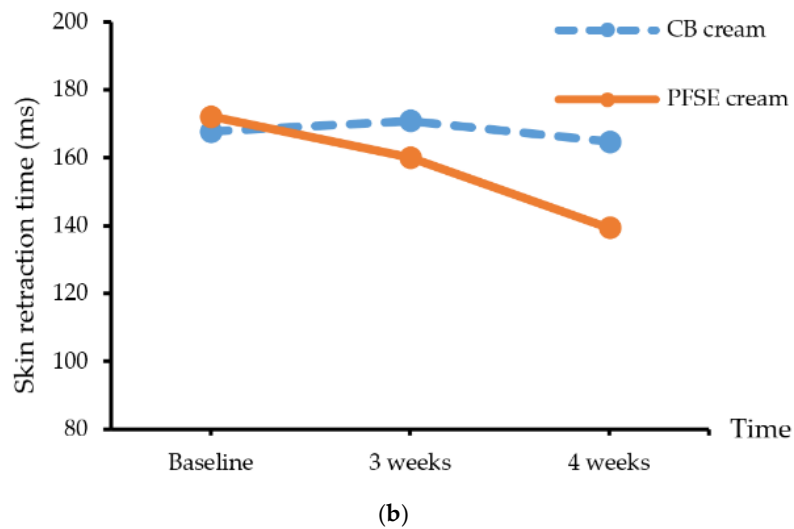 200
CB cream
180
PFSE cream
160
140
120
100
80
Skin retraction time (ms)
Time
Baseline
3 weeks
4 weeks
(b)